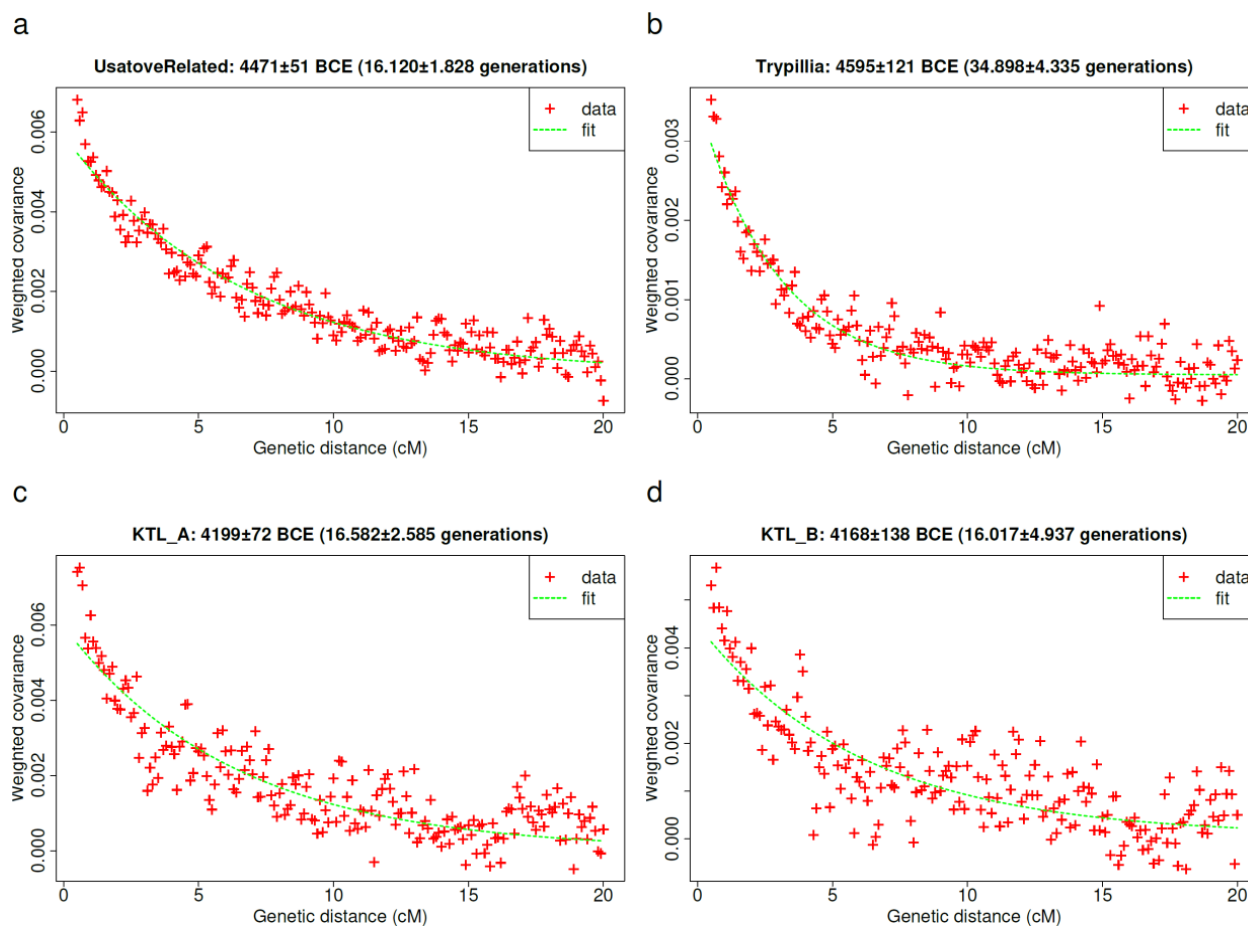 a
UsatoveRelated: 4471±51 BCE (16.120±1.828 generations)
Weighted covariance
0.000 0.002 0.004 0.006
+ data
fit
0 5 10 15 20
Genetic distance (cM)
b
Trypillia: 4595±121 BCE (34.898±4.335 generations)
Weighted covariance
0.000 0.001 0.002 0.003
+ data
fit
0 5 10 15 20
Genetic distance (cM)
c
KTL_A: 4199±72 BCE (16.582±2.585 generations)
Weighted covariance
0.000 0.002 0.004 0.006
+ data
fit
0 5 10 15 20
Genetic distance (cM)
d
KTL_B: 4168±138 BCE (16.017±4.937 generations)
Weighted covariance
0.000 0.002 0.004
+ data
fit
0 5 10 15 20
Genetic distance (cM)